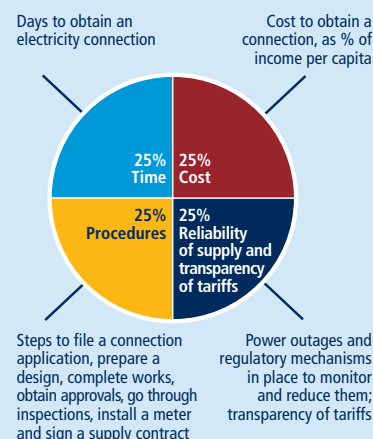 Days to obtain an
electricity connection
Cost to obtain a
connection, as % of
income per capita
25%
Time
25%
Cost
25%
Procedures
25%
Reliability
of supply and
transparency
of tariffs
Steps to file a connection
application, prepare a
design, complete works,
obtain approvals, go through
inspections, install a meter
and sign a supply contract
Power outages and
regulatory mechanisms
in place to monitor
and reduce them;
transparency of tariffs